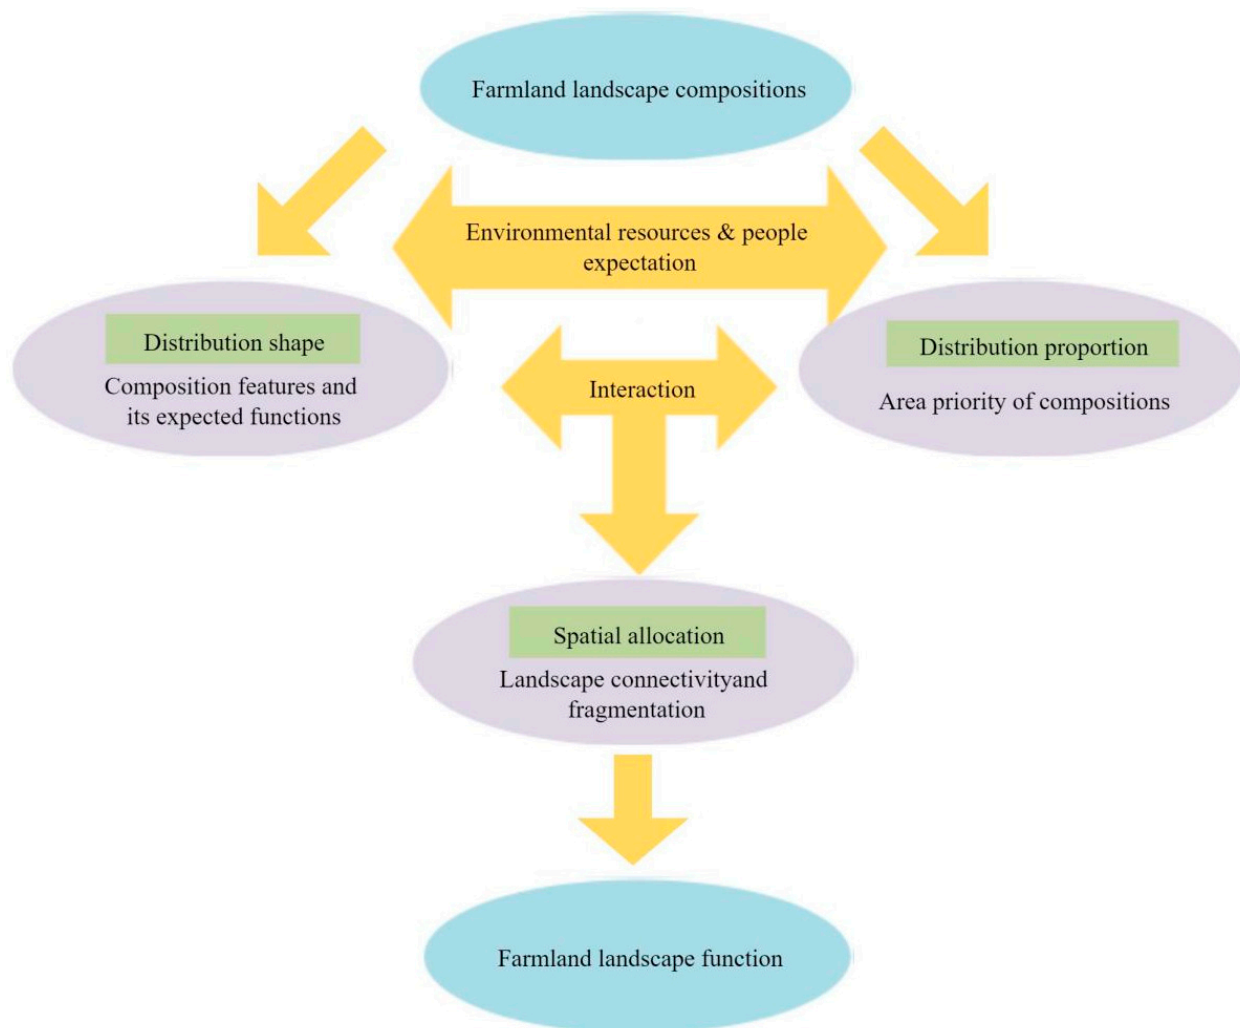 Farmland landscape compositions
Environmental resources & people
expectation
Distribution shape
Composition features and
its expected functions
Interaction
Distribution proportion
Area priority of compositions
Spatial allocation
Landscape connectivityand
fragmentation
Farmland landscape function